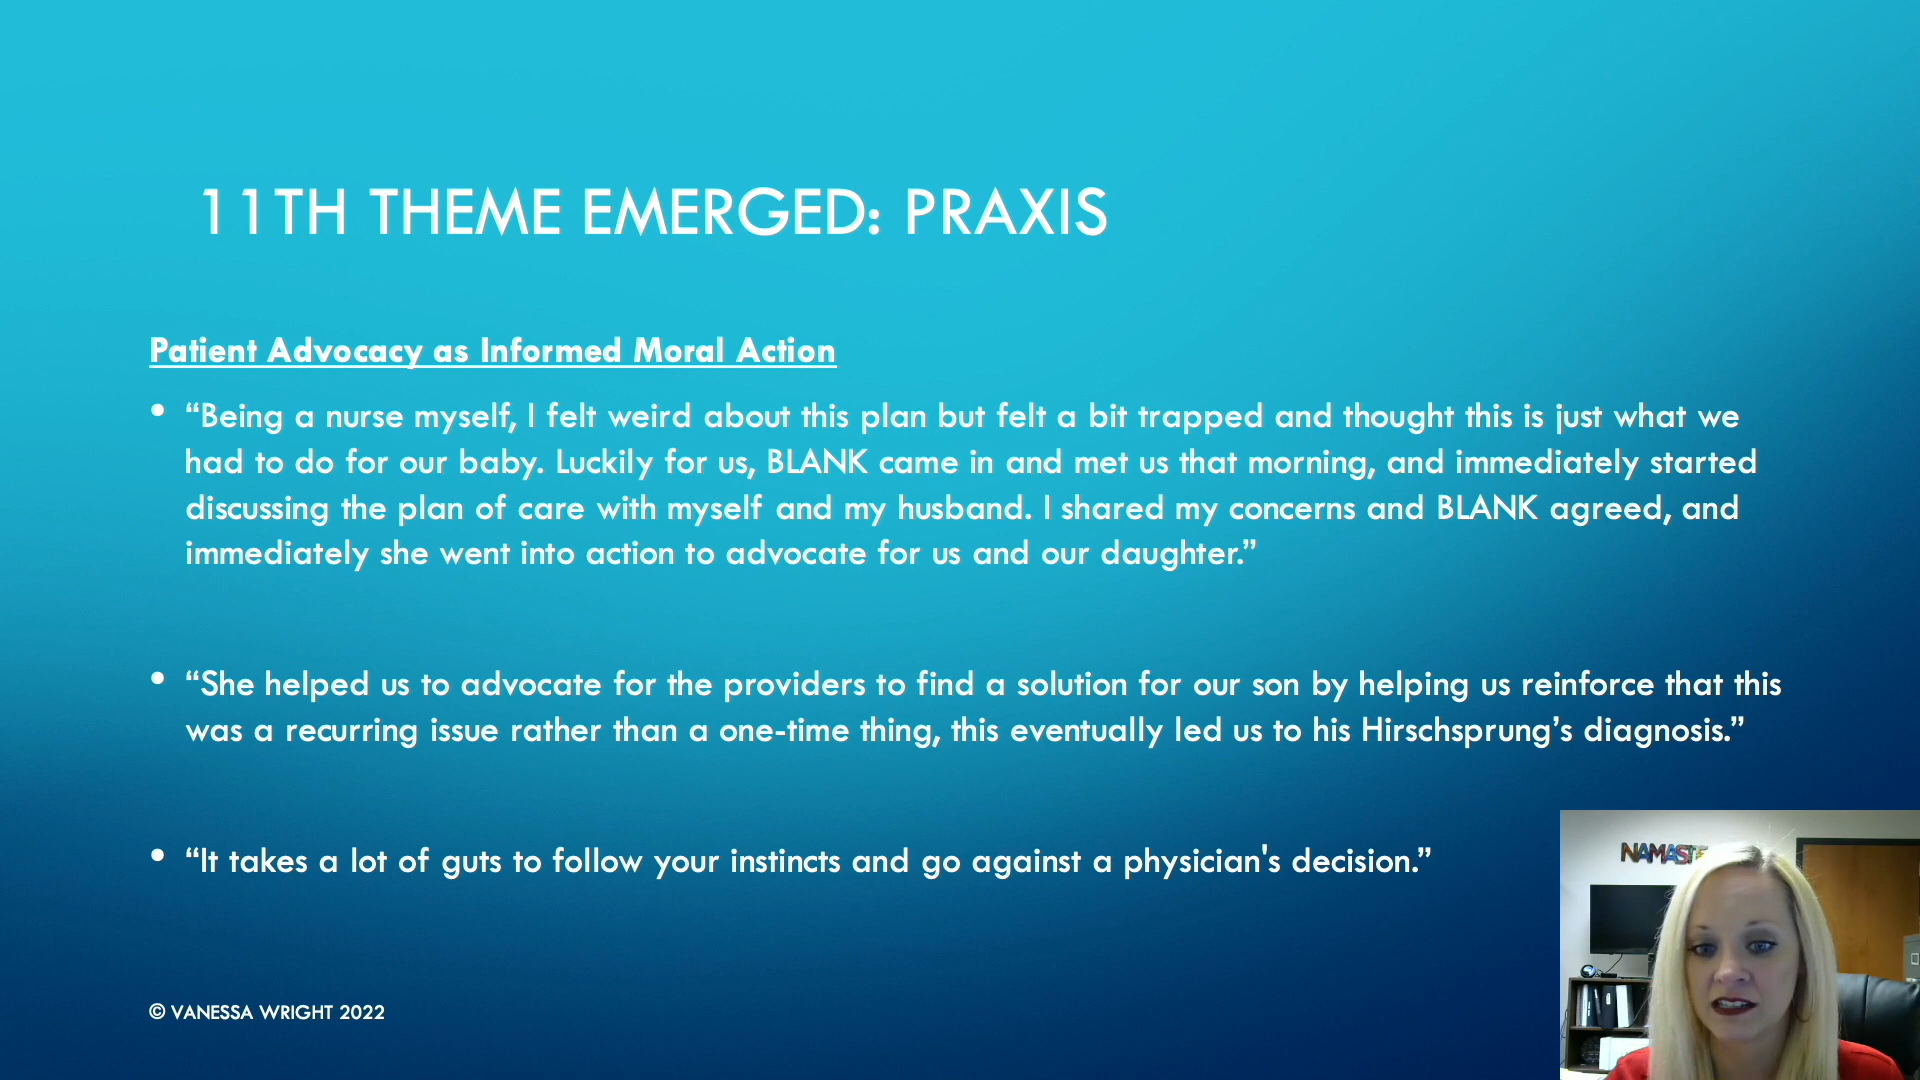 11TH THEME EMERGED: PRAXIS
Patient Advocacy as Informed Moral Action
• “Being a nurse myself, I felt weird about this plan but felt a bit trapped and thought this is just what we
had to do for our baby. Luckily for us, BLANK came in and met us that morning, and immediately started
discussing the plan of care with myself and my husband. I shared my concerns and BLANK agreed, and
immediately she went into action to advocate for us and our daughter.”
• “She helped us to advocate for the providers to find a solution for our son by helping us reinforce that this
was a recurring issue rather than a one-time thing, this eventually led us to his Hirschsprung’s diagnosis.”
• “It takes a lot of guts to follow your instincts and go against a physician's decision.”
NAMASTE
© VANESSA WRIGHT 2022